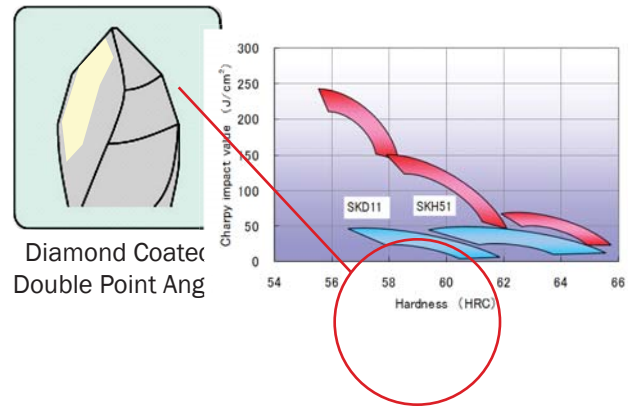 Diamond Coated
Double Point Ang
Charpy impact value (J/cm²)
300
250
200
150
100
50
0
SKD11
SKH51
54
56
58
60
62
64
66
Hardness (HRC)